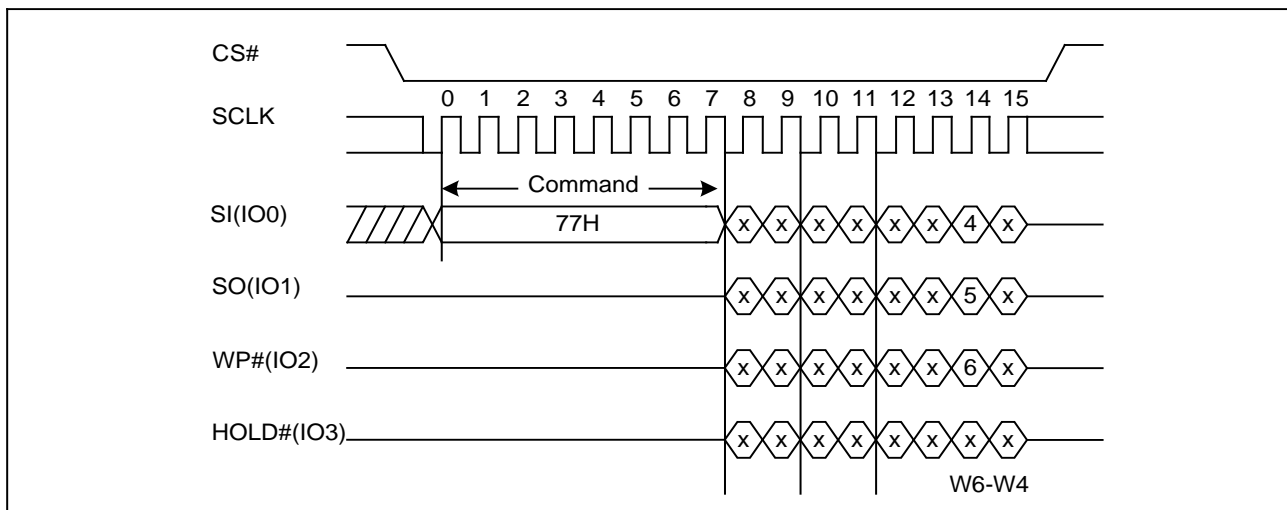 CS#
0 1 2 3 4 5 6 7 8 9 10 11 12 13 14 15
SCLK
Command
SI(IO0)
77H
x x x x x x 4 x
SO(IO1)
x x x x x x 5 x
WP#(IO2)
x x x x x x 6 x
HOLD#(IO3)
x x x x x x x x
W6-W4